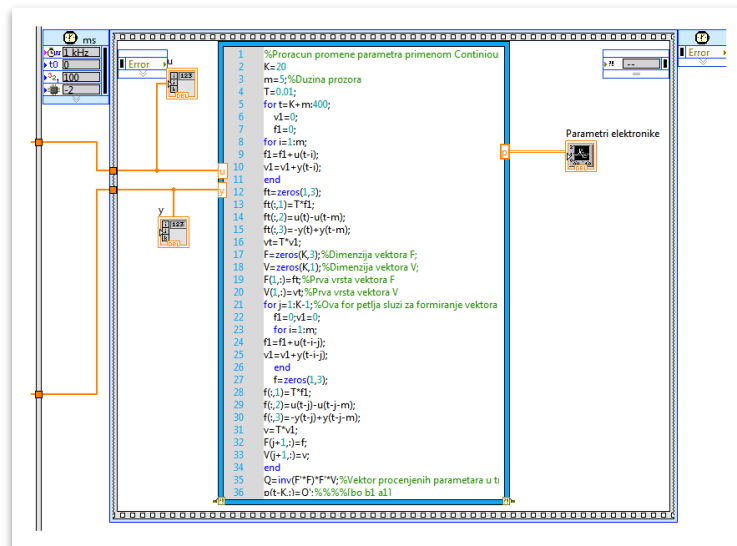 ms
1 kHz
t0 0
100
-2
Error
u
123
DBL
y
123
DBL
u
y
1 %Proracun promene parametra primenom Continiou
2 K=20
3 m=5;%Duzina prozora
4 T=0.01;
5 for t=K+m:400;
6 v1=0;
7 f1=0;
8 for i=1:m;
9 f1=f1+u(t-i);
10 v1=v1+y(t-i);
11 end
12 ft=zeros(1,3);
13 ft(:,1)=T*f1;
14 ft(:,2)=u(t)-u(t-m);
15 ft(:,3)=-y(t)+y(t-m);
16 vt=T*v1;
17 F=zeros(K,3);%Dimenzija vektora F;
18 V=zeros(K,1);%Dimenzija vektora V;
19 F(1,:)=ft;%Prva vrsta vektora F
20 V(1,:)=vt;%Prva vrsta vektora V
21 for j=1:K-1;%Ova for petlja sluzi za formiranje vektora
22 f1=0;v1=0;
23 for i=1:m;
24 f1=f1+u(t-i-j);
25 v1=v1+y(t-i-j);
26 end
27 f=zeros(1,3);
28 f(:,1)=T*f1;
29 f(:,2)=u(t-j)-u(t-j-m);
30 f(:,3)=-y(t-j)+y(t-j-m);
31 v=T*v1;
32 F(j+1,:)=f;
33 V(j+1,:)=v;
34 end
35 Q=inv(F'*F)*F'*V;%Vektor procenjenih parametara u tr
36 p(t-K,:)=Q';%%%%[bo b1 a1]
p
?! --
Parametri elektronike
DBL
Error